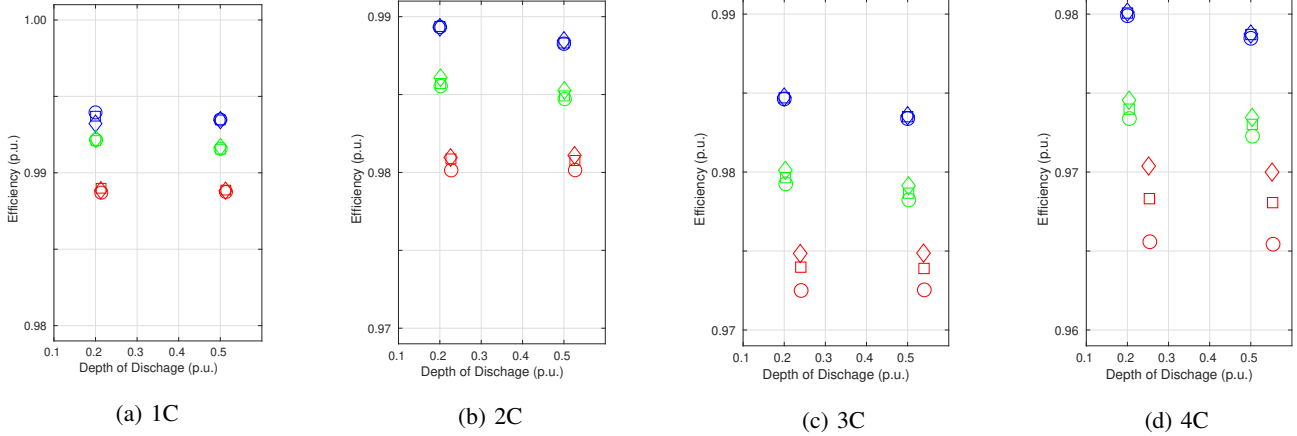 1.00
0.99
0.98
Efficiency (p.u.)
0.1 0.2 0.3 0.4 0.5
Depth of Dischage (p.u.)
(a) 1C
0.99
0.98
0.97
Efficiency (p.u.)
0.1 0.2 0.3 0.4 0.5
Depth of Dischage (p.u.)
(b) 2C
0.99
0.98
0.97
Efficiency (p.u.)
0.1 0.2 0.3 0.4 0.5
Depth of Dischage (p.u.)
(c) 3C
0.98
0.97
0.96
Efficiency (p.u.)
0.1 0.2 0.3 0.4 0.5
Depth of Dischage (p.u.)
(d) 4C